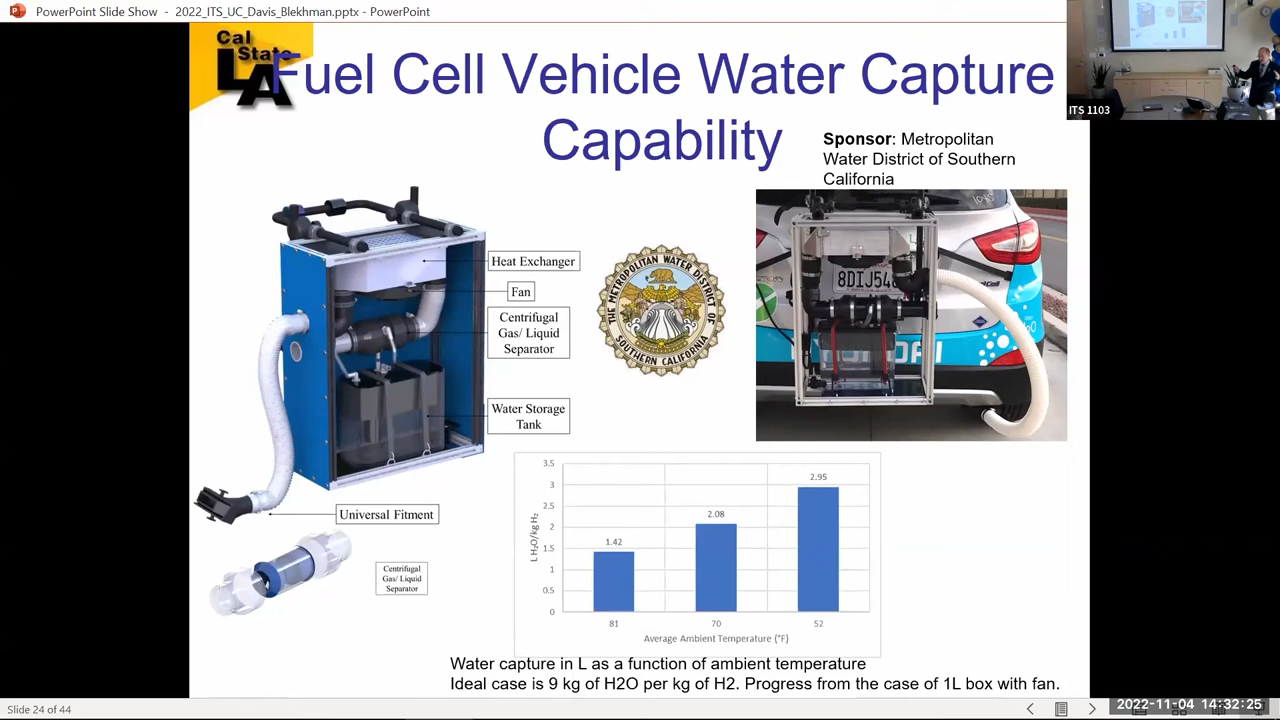 PowerPoint Slide Show - 2022_ITS_UC_Davis_Blekhman.pptx - PowerPoint
Cal
State
LA
Fuel Cell Vehicle Water Capture
Capability
Sponsor: Metropolitan
Water District of Southern
California
ITS 1103
Heat Exchanger
Fan
Centrifugal
Gas/ Liquid
Separator
Water Storage
Tank
Universal Fitment
Centrifugal
Gas/ Liquid
Separator
THE METROPOLITAN WATER DISTRICT OF
SOUTHERN CALIFORNIA
8DIJ54
3.5
3
2.5
2
1.5
1
0.5
0
L H₂O/kg H₂
1.42
2.08
2.95
81
70
52
Average Ambient Temperature (°F)
Water capture in L as a function of ambient temperature
Ideal case is 9 kg of H2O per kg of H2. Progress from the case of 1L box with fan.
Slide 24 of 44
2022-11-04 14:32:25